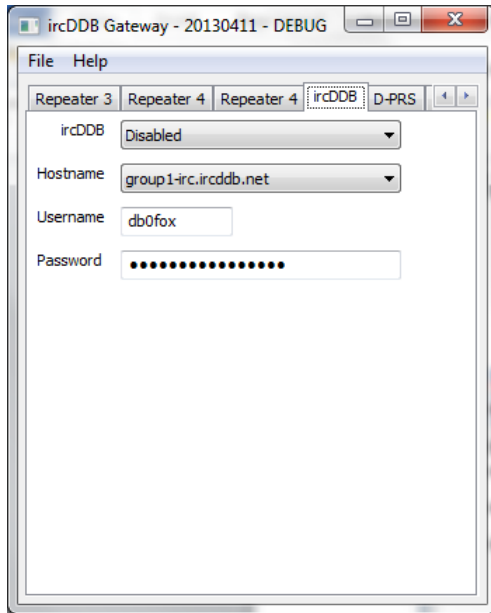 ircDDB Gateway - 20130411 - DEBUG
File Help
Repeater 3 Repeater 4 Repeater 4 ircDDB D-PRS
ircDDB Disabled
Hostname group1-irc.ircddb.net
Username db0fox
Password ●●●●●●●●●●●●●●●●